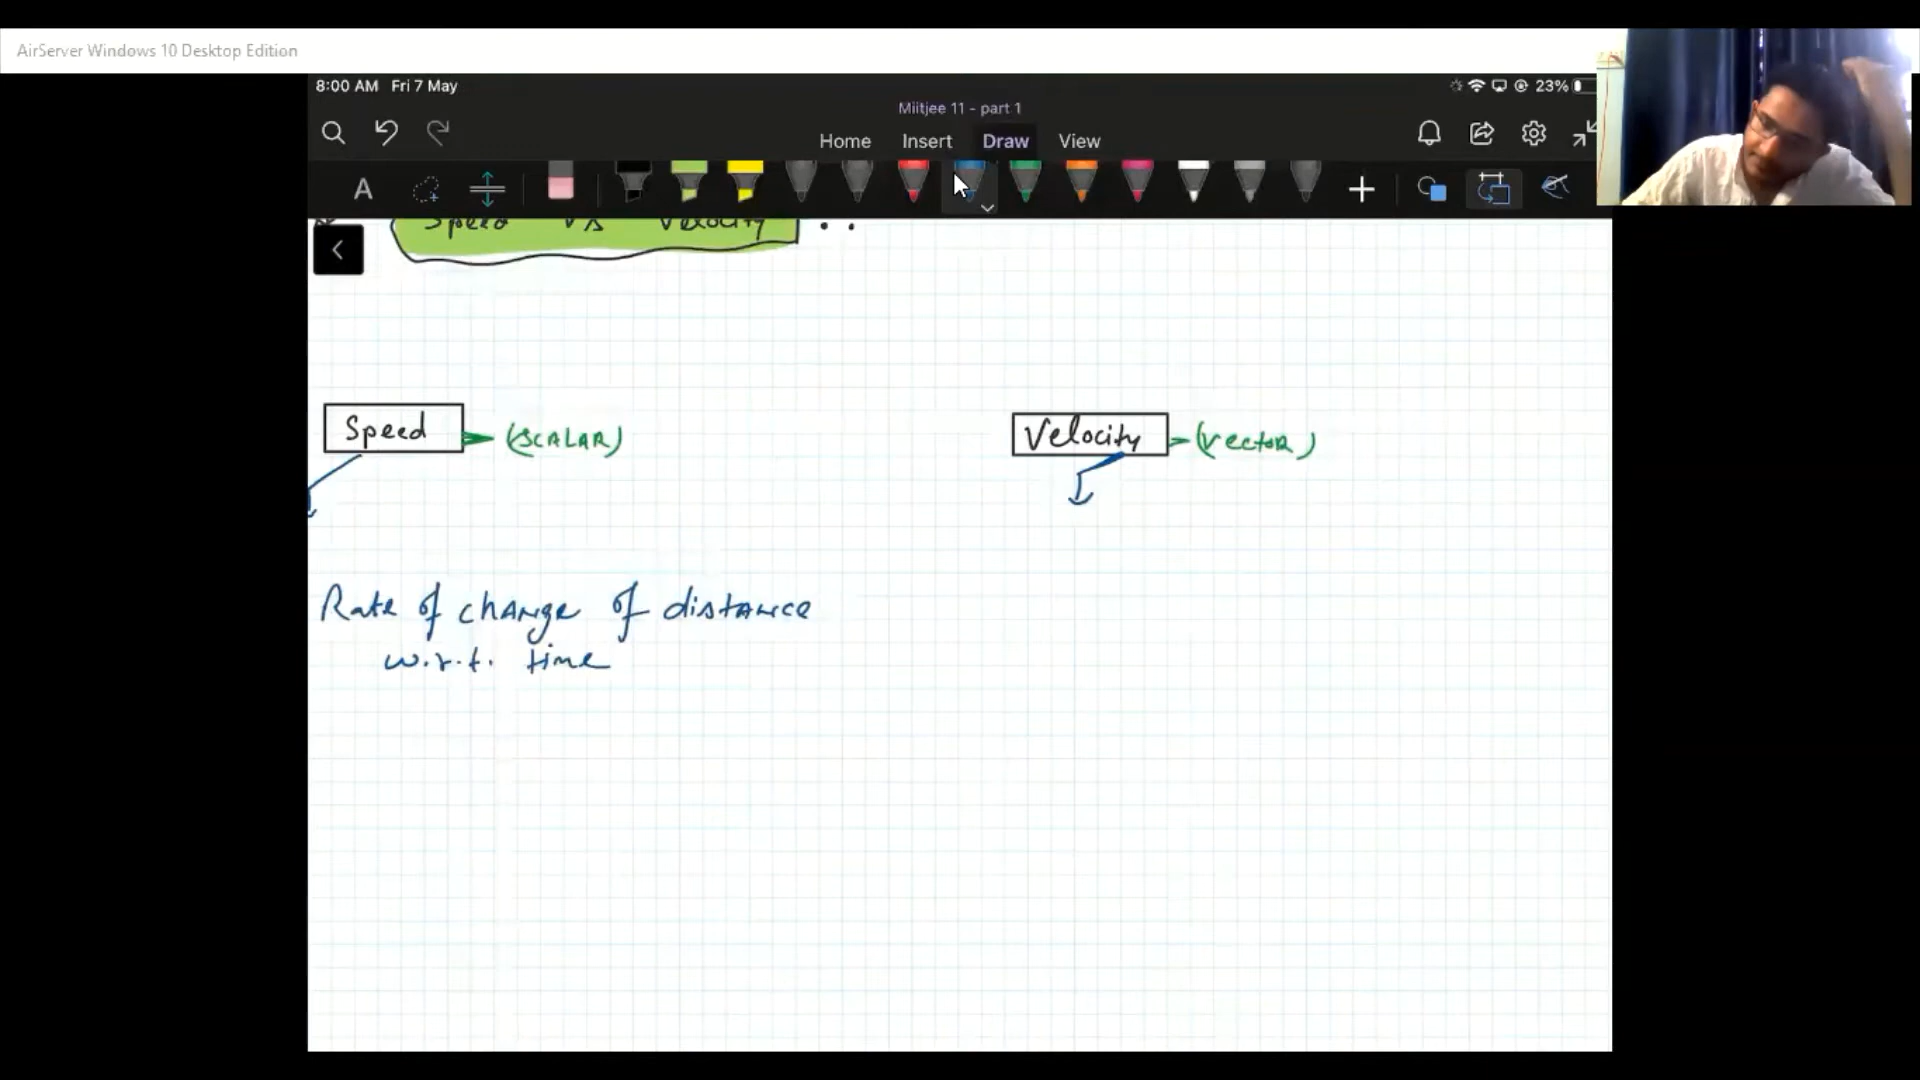 AirServer Windows 10 Desktop Edition
8:00 AM Fri 7 May
23%
Miitjee 11 - part 1
Home Insert Draw View
A
Speed vs Velocity ..
Speed (SCALAR)
Velocity (Vector)
Rate of change of distance
w.r.t. time